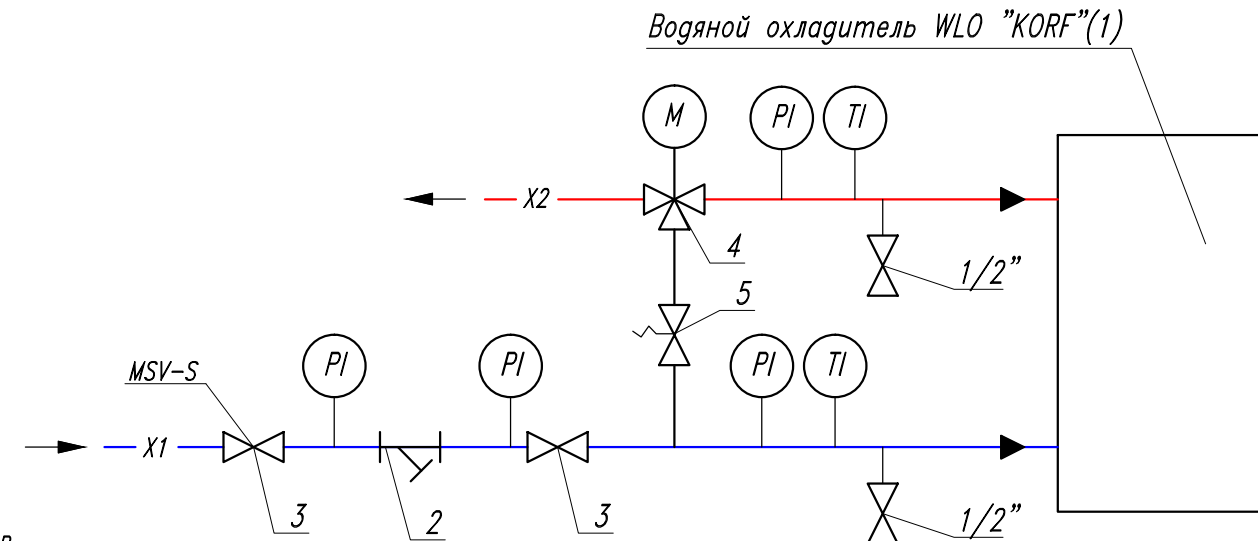 Водяной охладитель WLO "KORF"(1)
M
PI
TI
X2
4
1/2"
5
MSV-S
PI
PI
PI
TI
X1
3
2
3
1/2"